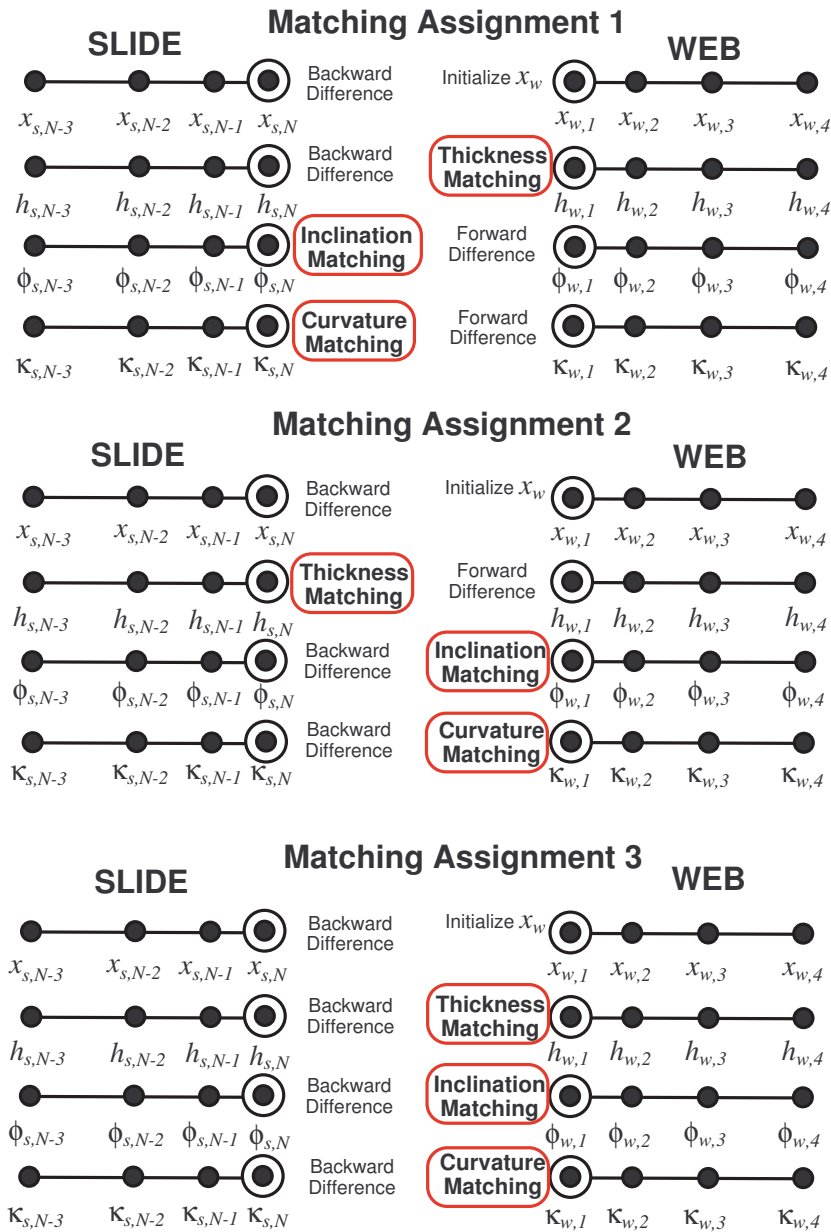 Matching Assignment 1
SLIDE
WEB
Backward
Difference
Initialize x_w
x_{s,N-3} x_{s,N-2} x_{s,N-1} x_{s,N}
x_{w,1} x_{w,2} x_{w,3} x_{w,4}
Backward
Difference
Thickness
Matching
h_{s,N-3} h_{s,N-2} h_{s,N-1} h_{s,N}
h_{w,1} h_{w,2} h_{w,3} h_{w,4}
Inclination
Matching
Forward
Difference
ϕ_{s,N-3} ϕ_{s,N-2} ϕ_{s,N-1} ϕ_{s,N}
ϕ_{w,1} ϕ_{w,2} ϕ_{w,3} ϕ_{w,4}
Curvature
Matching
Forward
Difference
κ_{s,N-3} κ_{s,N-2} κ_{s,N-1} κ_{s,N}
κ_{w,1} κ_{w,2} κ_{w,3} κ_{w,4}
Matching Assignment 2
SLIDE
WEB
Backward
Difference
Initialize x_w
x_{s,N-3} x_{s,N-2} x_{s,N-1} x_{s,N}
x_{w,1} x_{w,2} x_{w,3} x_{w,4}
Thickness
Matching
Forward
Difference
h_{s,N-3} h_{s,N-2} h_{s,N-1} h_{s,N}
h_{w,1} h_{w,2} h_{w,3} h_{w,4}
Backward
Difference
Inclination
Matching
ϕ_{s,N-3} ϕ_{s,N-2} ϕ_{s,N-1} ϕ_{s,N}
ϕ_{w,1} ϕ_{w,2} ϕ_{w,3} ϕ_{w,4}
Backward
Difference
Curvature
Matching
κ_{s,N-3} κ_{s,N-2} κ_{s,N-1} κ_{s,N}
κ_{w,1} κ_{w,2} κ_{w,3} κ_{w,4}
Matching Assignment 3
SLIDE
WEB
Backward
Difference
Initialize x_w
x_{s,N-3} x_{s,N-2} x_{s,N-1} x_{s,N}
x_{w,1} x_{w,2} x_{w,3} x_{w,4}
Backward
Difference
Thickness
Matching
h_{s,N-3} h_{s,N-2} h_{s,N-1} h_{s,N}
h_{w,1} h_{w,2} h_{w,3} h_{w,4}
Backward
Difference
Inclination
Matching
ϕ_{s,N-3} ϕ_{s,N-2} ϕ_{s,N-1} ϕ_{s,N}
ϕ_{w,1} ϕ_{w,2} ϕ_{w,3} ϕ_{w,4}
Backward
Difference
Curvature
Matching
κ_{s,N-3} κ_{s,N-2} κ_{s,N-1} κ_{s,N}
κ_{w,1} κ_{w,2} κ_{w,3} κ_{w,4}